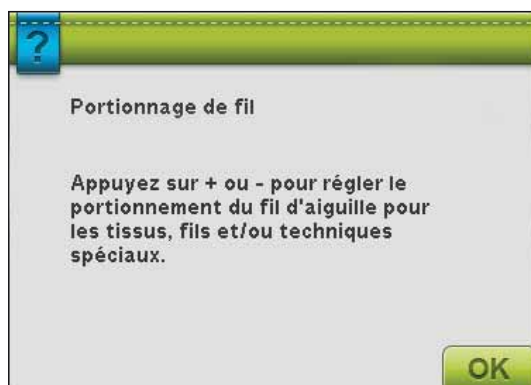 ?
Portionnage de fil
Appuyez sur + ou - pour régler le
portionnement du fil d'aiguille pour
les tissus, fils et/ou techniques
spéciaux.
OK